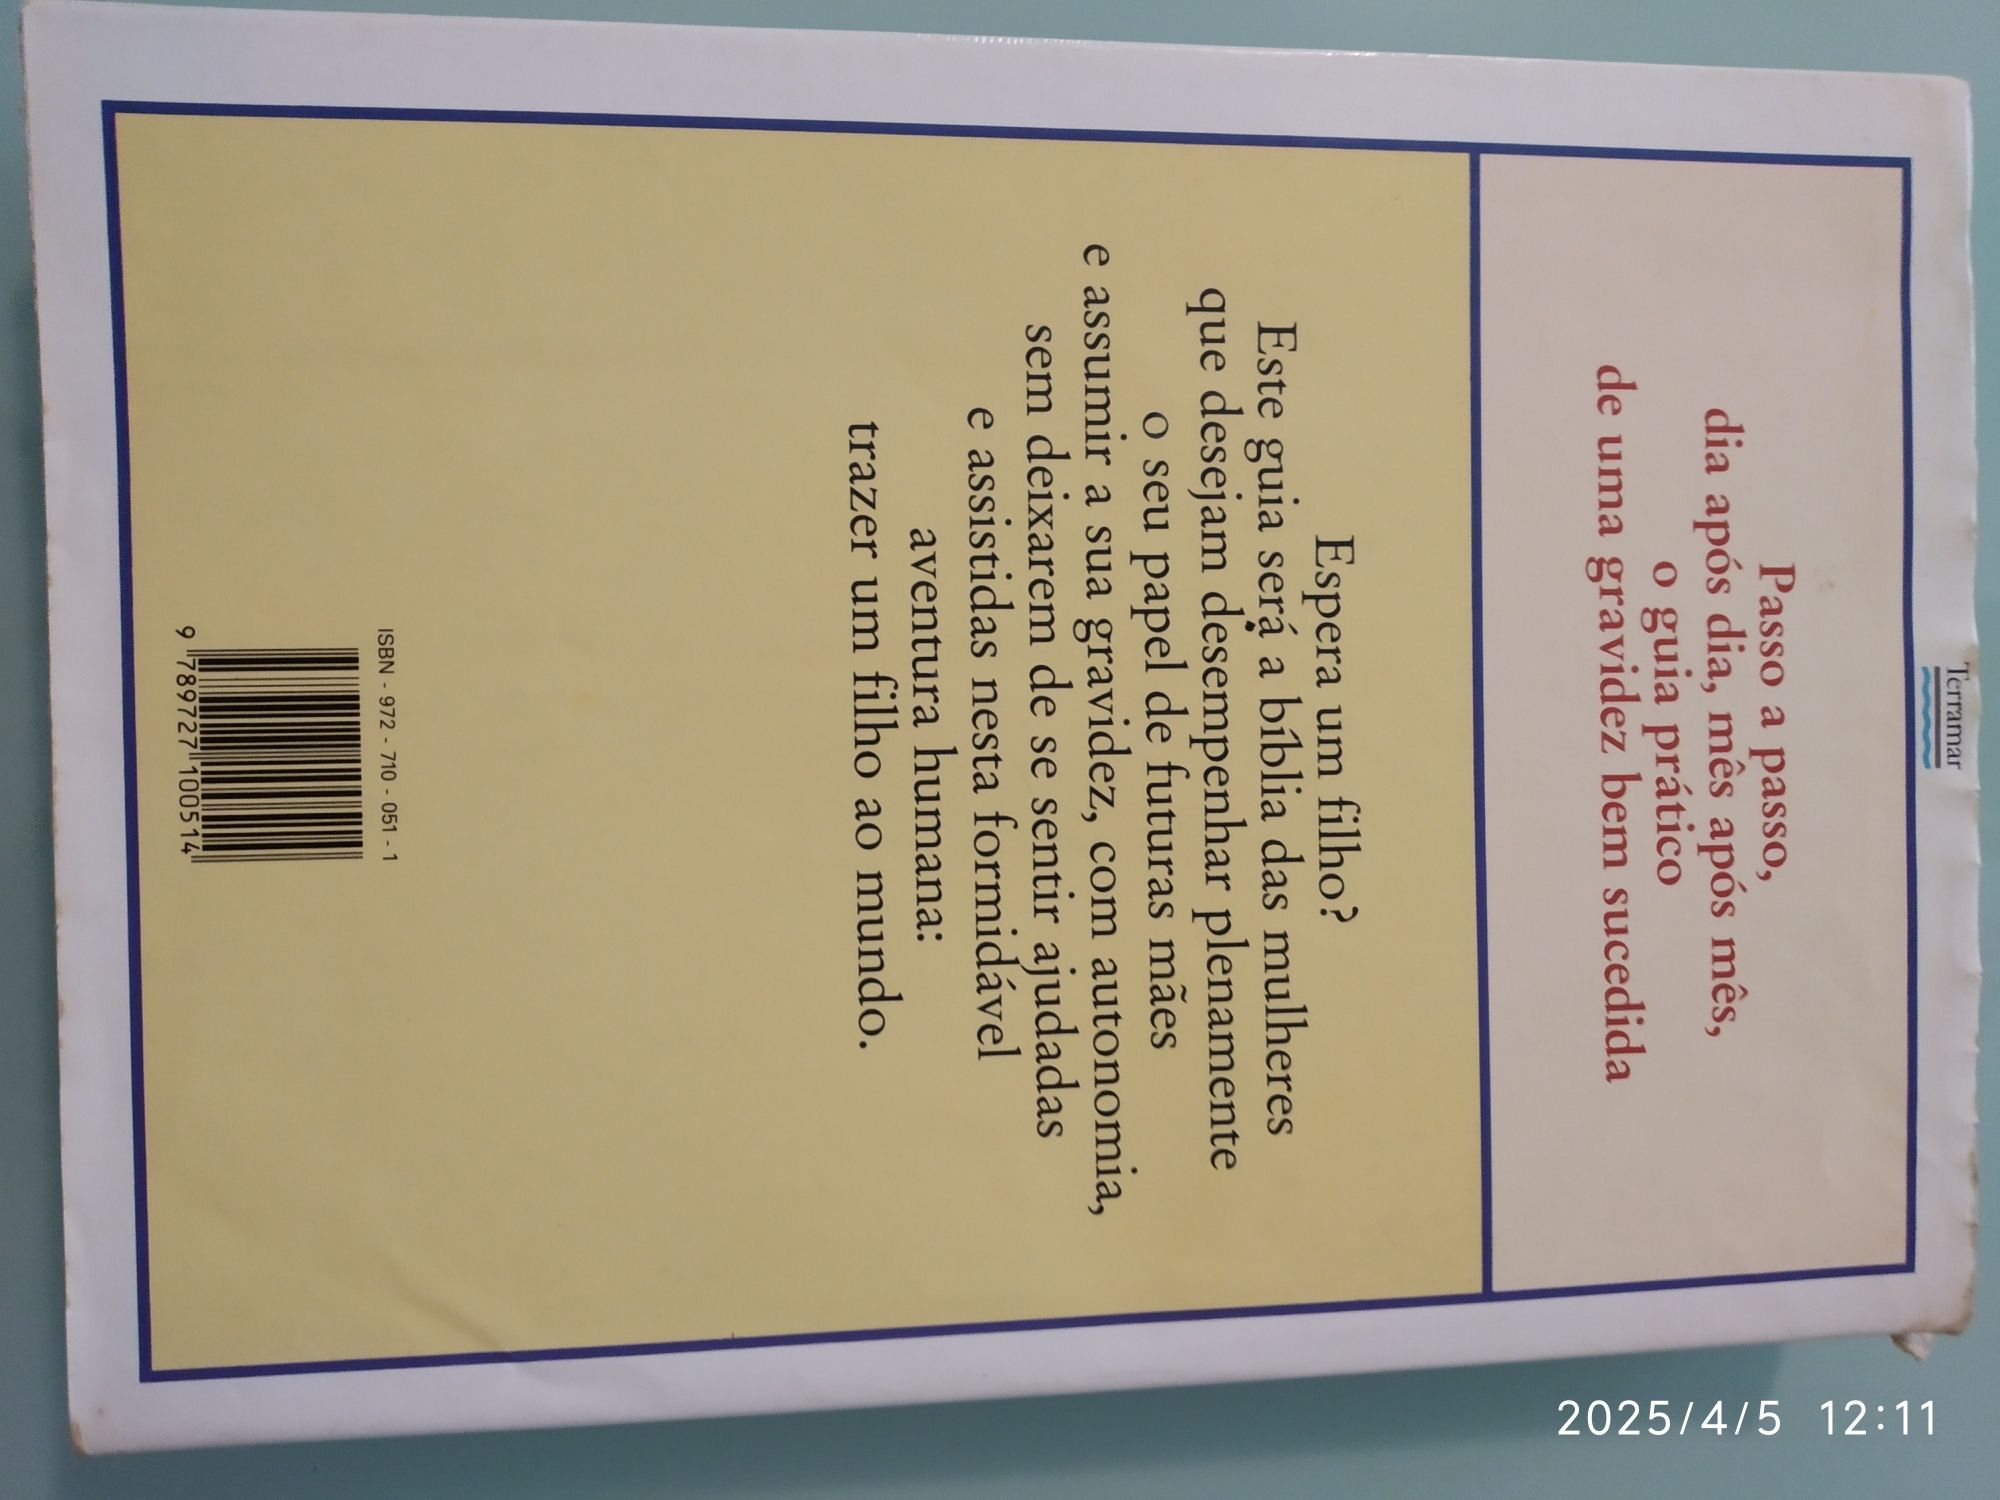 Terramar
Passo a passo,
dia após dia, mês após mês,
o guia prático
de uma gravidez bem sucedida
Espera um filho?
Este guia será a bíblia das mulheres
que desejam desempenhar plenamente
o seu papel de futuras mães
e assumir a sua gravidez, com autonomia,
sem deixarem de se sentir ajudadas
e assistidas nesta formidável
aventura humana:
trazer um filho ao mundo.
ISBN - 972 - 710 - 051 - 1
9 789727 100514
2025/4/5 12:11